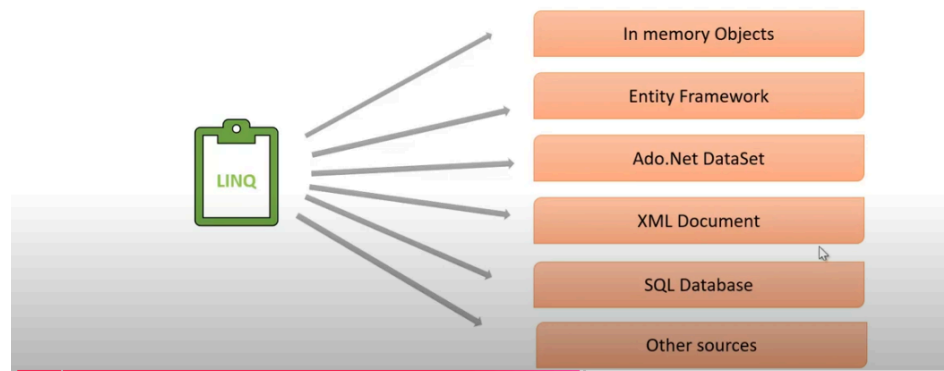 In memory Objects
Entity Framework
LINQ
Ado.Net DataSet
XML Document
SQL Database
Other sources